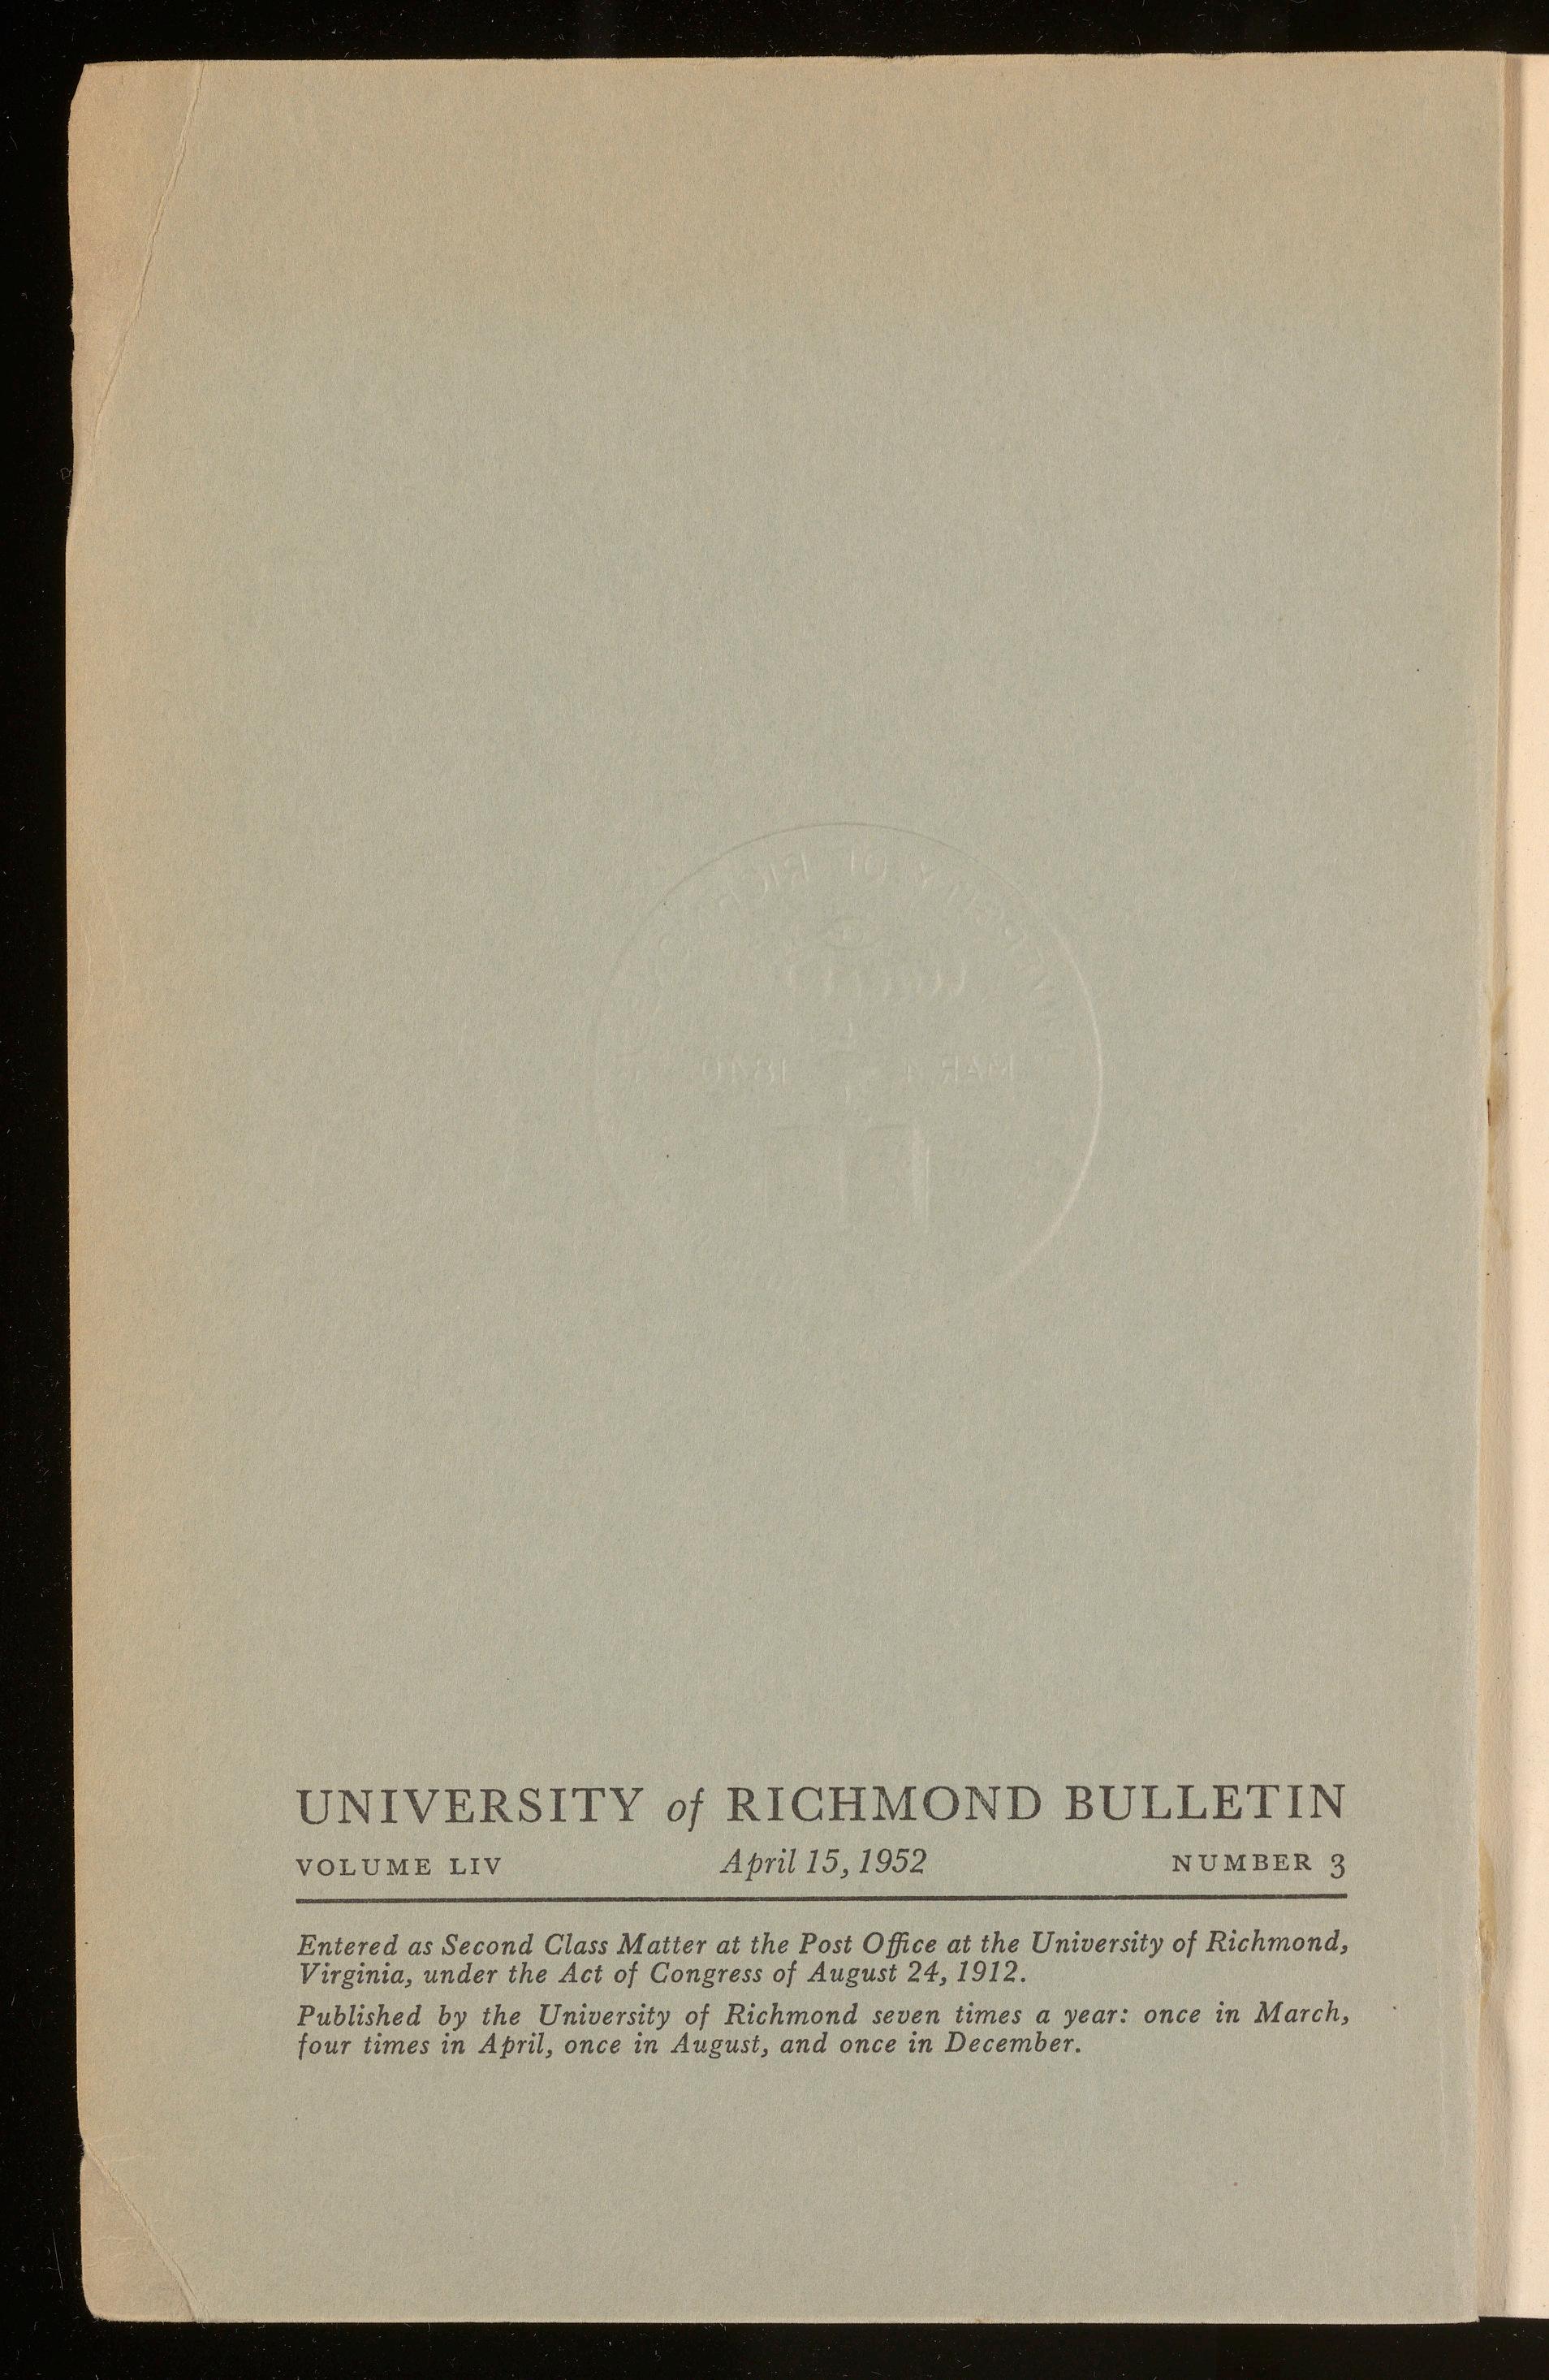 UNIVERSITY of RICHMOND BULLETIN
VOLUME LIV April 15, 1952 NUMBER 3
Entered as Second Class Matter at the Post Office at the University of Richmond,
Virginia, under the Act of Congress of August 24, 1912.
Published by the University of Richmond seven times a year: once in March,
four times in April, once in August, and once in December.